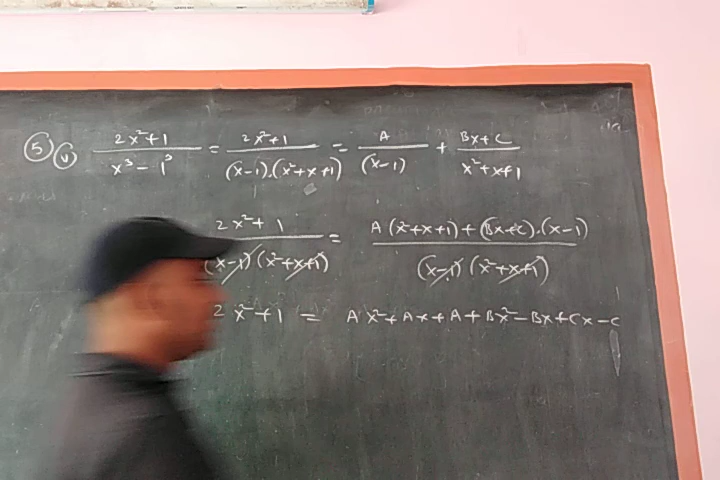 ⑤ ⓥ (2x²+1)/(x³-1³) = (2x²+1)/((x-1).(x²+x+1)) = A/(x-1) + (Bx+C)/(x²+x+1)
(2x²+1)/((x-1)(x²+x+1)) = (A(x²+x+1)+(Bx+C).(x-1))/((x-1)(x²+x+1))
2x²+1 = Ax²+Ax+A+Bx²-Bx+Cx-C